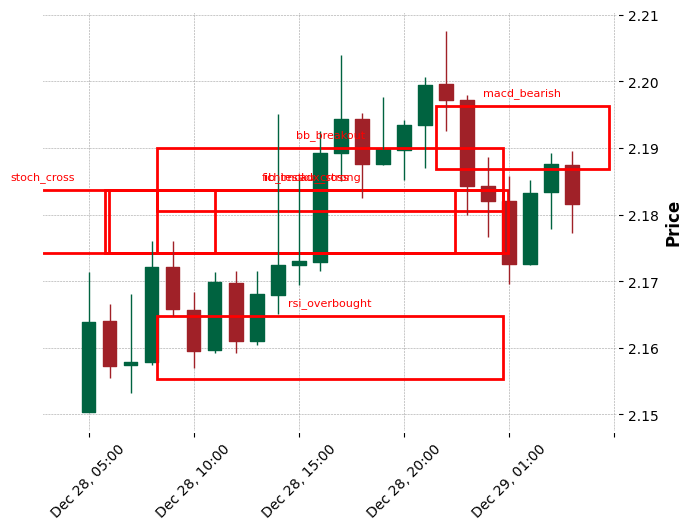 2.21
2.20
macd_bearish
2.19
stoch_cross
2.18
Price
2.17
rsi_overbought
2.16
2.15
Dec 28, 05:00
Dec 28, 10:00
Dec 28, 15:00
Dec 28, 20:00
Dec 29, 01:00